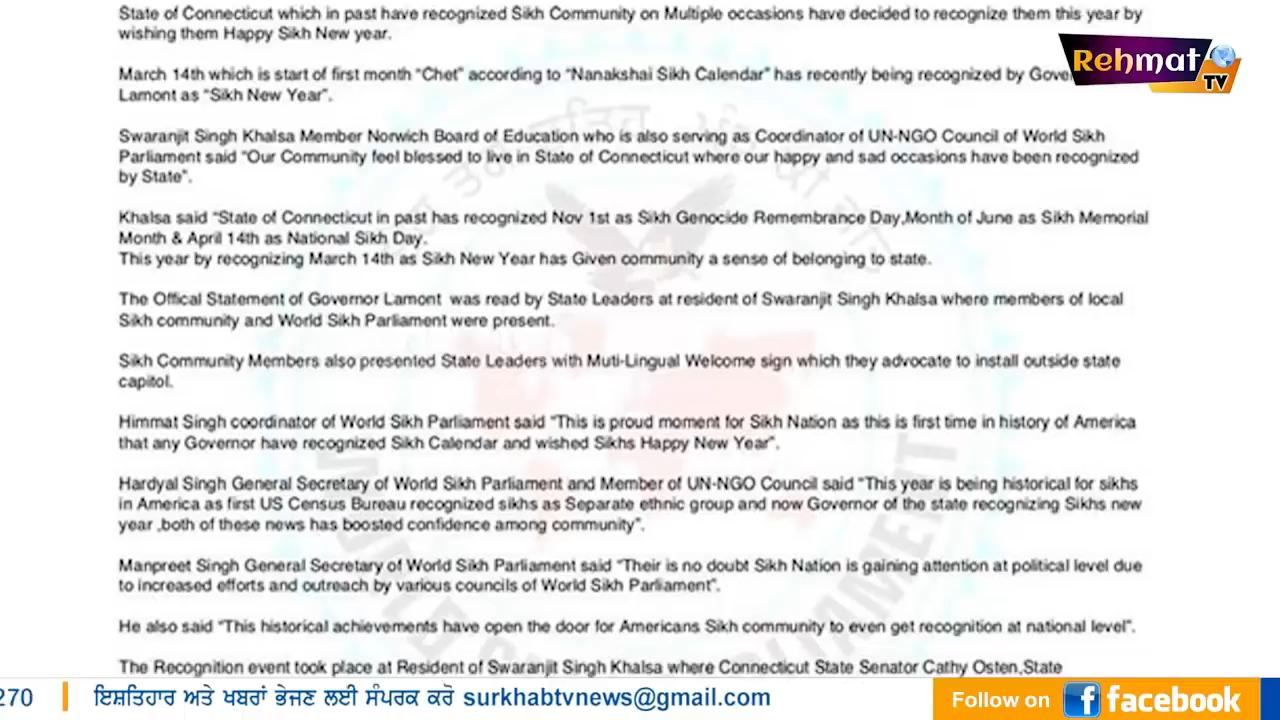 State of Connecticut which in past have recognized Sikh Community on Multiple occasions have decided to recognize them this year by
wishing them Happy Sikh New year.
March 14th which is start of first month “Chet” according to “Nanakshai Sikh Calendar” has recently being recognized by
Lamont as “Sikh New Year”.
Rehmat
TV
Swaranjit Singh Khalsa Member Norwich Board of Education who is also serving as Coordinator of UN-NGO Council of World Sikh
Parliament said “Our Community feel blessed to live in State of Connecticut where our happy and sad occasions have been recognized
by State”.
Khalsa said “State of Connecticut in past has recognized Nov 1st as Sikh Genocide Remembrance Day,Month of June as Sikh Memorial
Month & April 14th as National Sikh Day.
This year by recognizing March 14th as Sikh New Year has Given community a sense of belonging to state.
The Offical Statement of Governor Lamont was read by State Leaders at resident of Swaranjit Singh Khalsa where members of local
Sikh community and World Sikh Parliament were present.
Sikh Community Members also presented State Leaders with Muti-Lingual Welcome sign which they advocate to install outside state
capitol.
Himmat Singh coordinator of World Sikh Parliament said “This is proud moment for Sikh Nation as this is first time in history of America
that any Governor have recognized Sikh Calendar and wished Sikhs Happy New Year”.
Hardyal Singh General Secretary of World Sikh Parliament and Member of UN-NGO Council said “This year is being historical for sikhs
in America as first US Census Bureau recognized sikhs as Separate ethnic group and now Governor of the state recognizing Sikhs new
year ,both of these news has boosted confidence among community”.
Manpreet Singh General Secretary of World Sikh Parliament said “Their is no doubt Sikh Nation is gaining attention at political level due
to increased efforts and outreach by various councils of World Sikh Parliament”.
He also said “This historical achievements have open the door for Americans Sikh community to even get recognition at national level”.
The Recognition event took place at Resident of Swaranjit Singh Khalsa where Connecticut State Senator Cathy Osten,State
270 ਇਸ਼ਤਿਹਾਰ ਅਤੇ ਖਬਰਾਂ ਭੇਜਣ ਲਈ ਸੰਪਰਕ ਕਰੋ surkhabtvnews@gmail.com
Follow on facebook